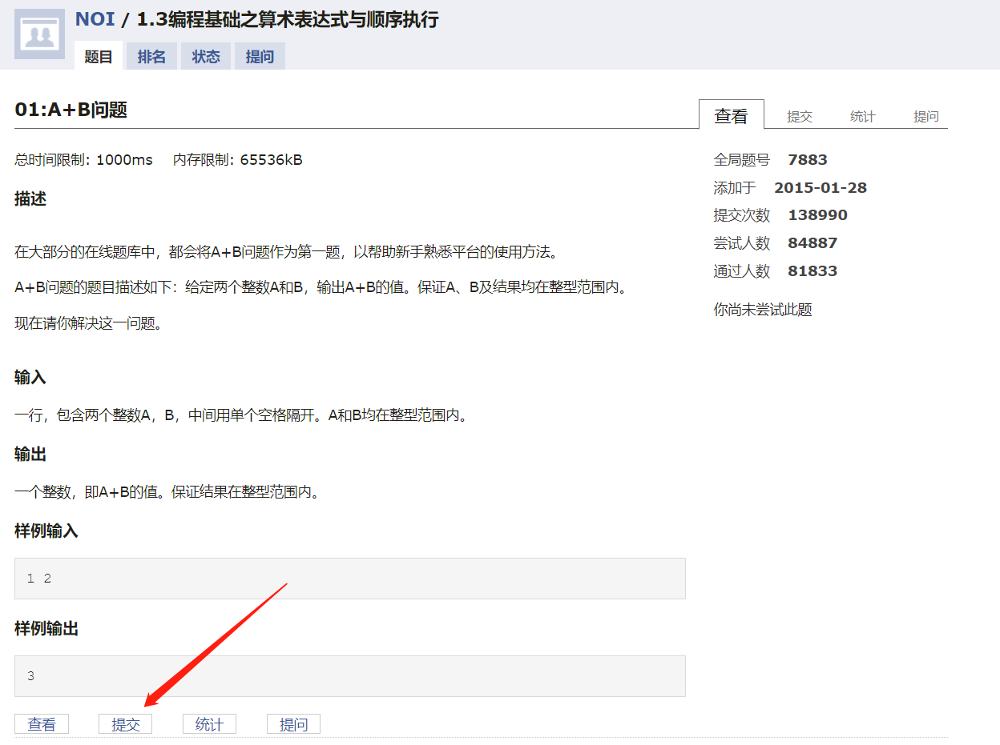 NOI / 1.3编程基础之算术表达式与顺序执行
题目 排名 状态 提问
01:A+B问题
查看 提交 统计 提问
总时间限制: 1000ms 内存限制: 65536kB
描述
在大部分的在线题库中，都会将A+B问题作为第一题，以帮助新手熟悉平台的使用方法。
A+B问题的题目描述如下：给定两个整数A和B，输出A+B的值。保证A、B及结果均在整型范围内。
现在请你解决这一问题。
输入
一行，包含两个整数A，B，中间用单个空格隔开。A和B均在整型范围内。
输出
一个整数，即A+B的值。保证结果在整型范围内。
样例输入
1 2
样例输出
3
查看 提交 统计 提问
全局题号 7883
添加于 2015-01-28
提交次数 138990
尝试人数 84887
通过人数 81833
你尚未尝试此题